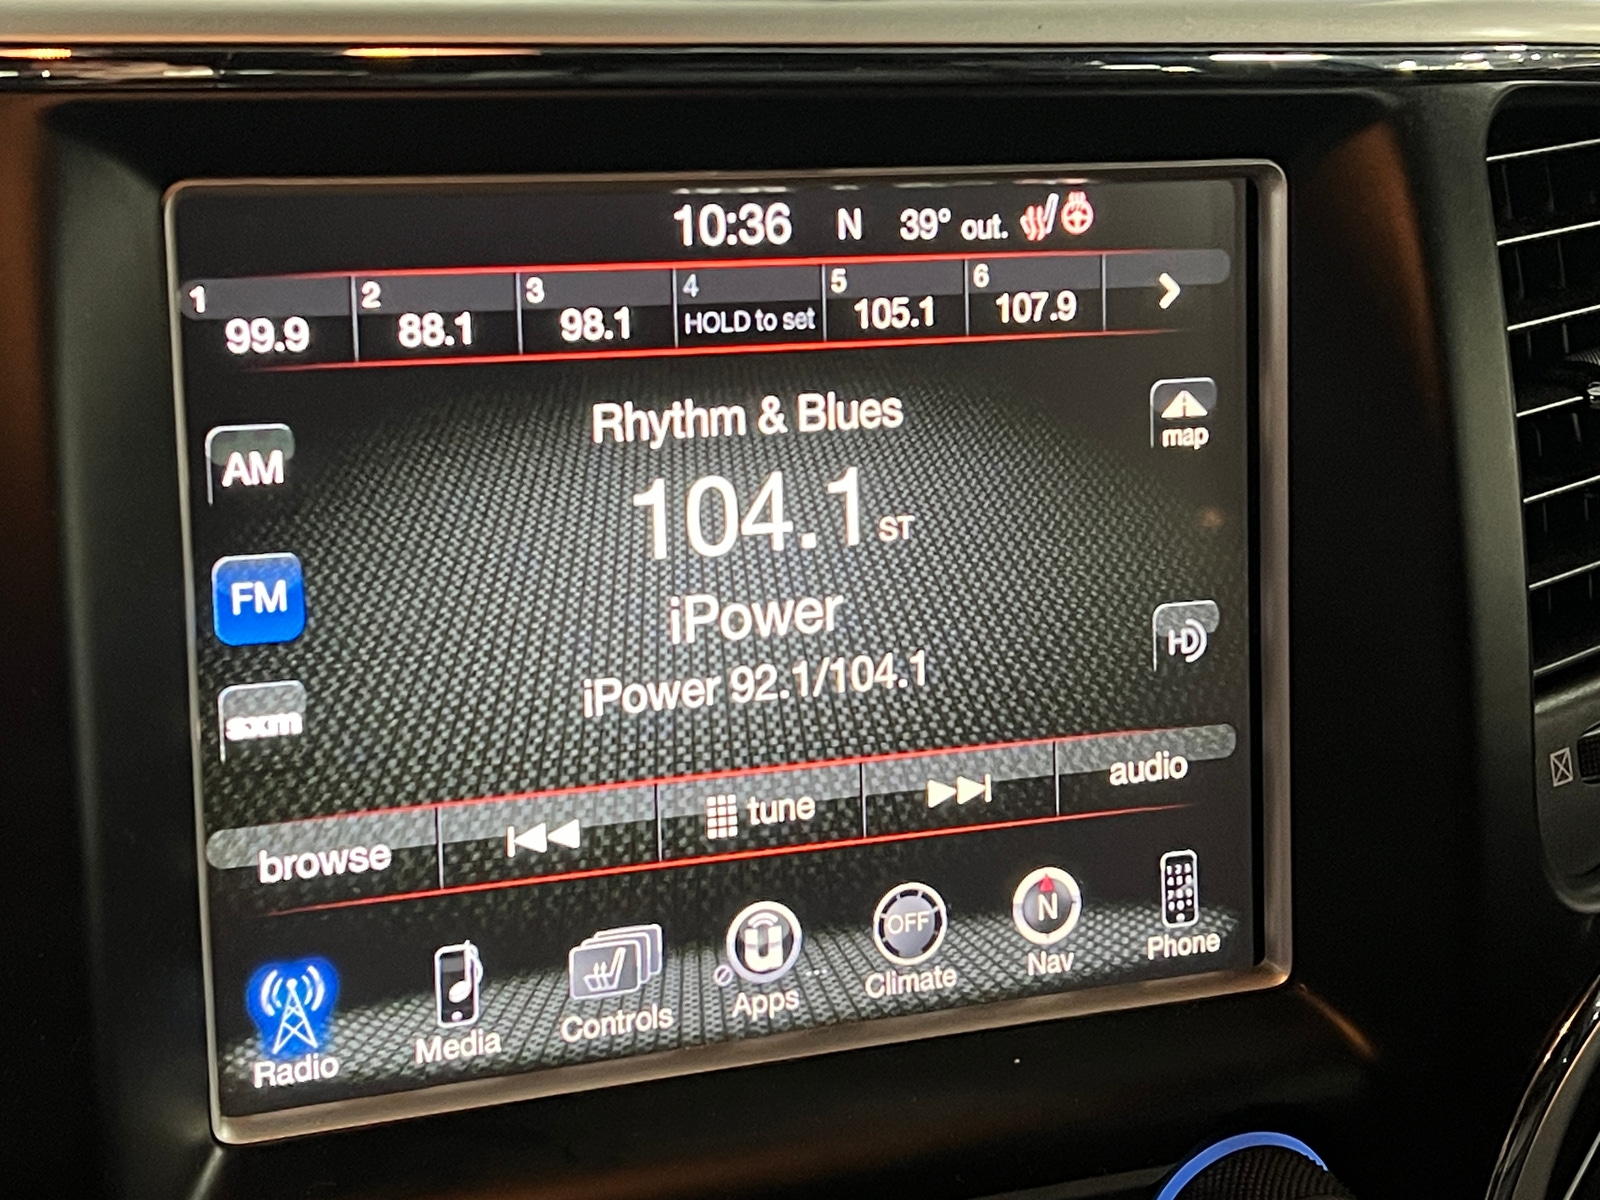 10:36 N 39° out.
1 2 3 4 5 6
99.9 88.1 98.1 HOLD to set 105.1 107.9
Rhythm & Blues
map
AM
104.1 ST
FM
iPower
HD
iPower 92.1/104.1
sxm
browse tune audio
OFF N
Radio Media Controls Apps Climate Nav Phone